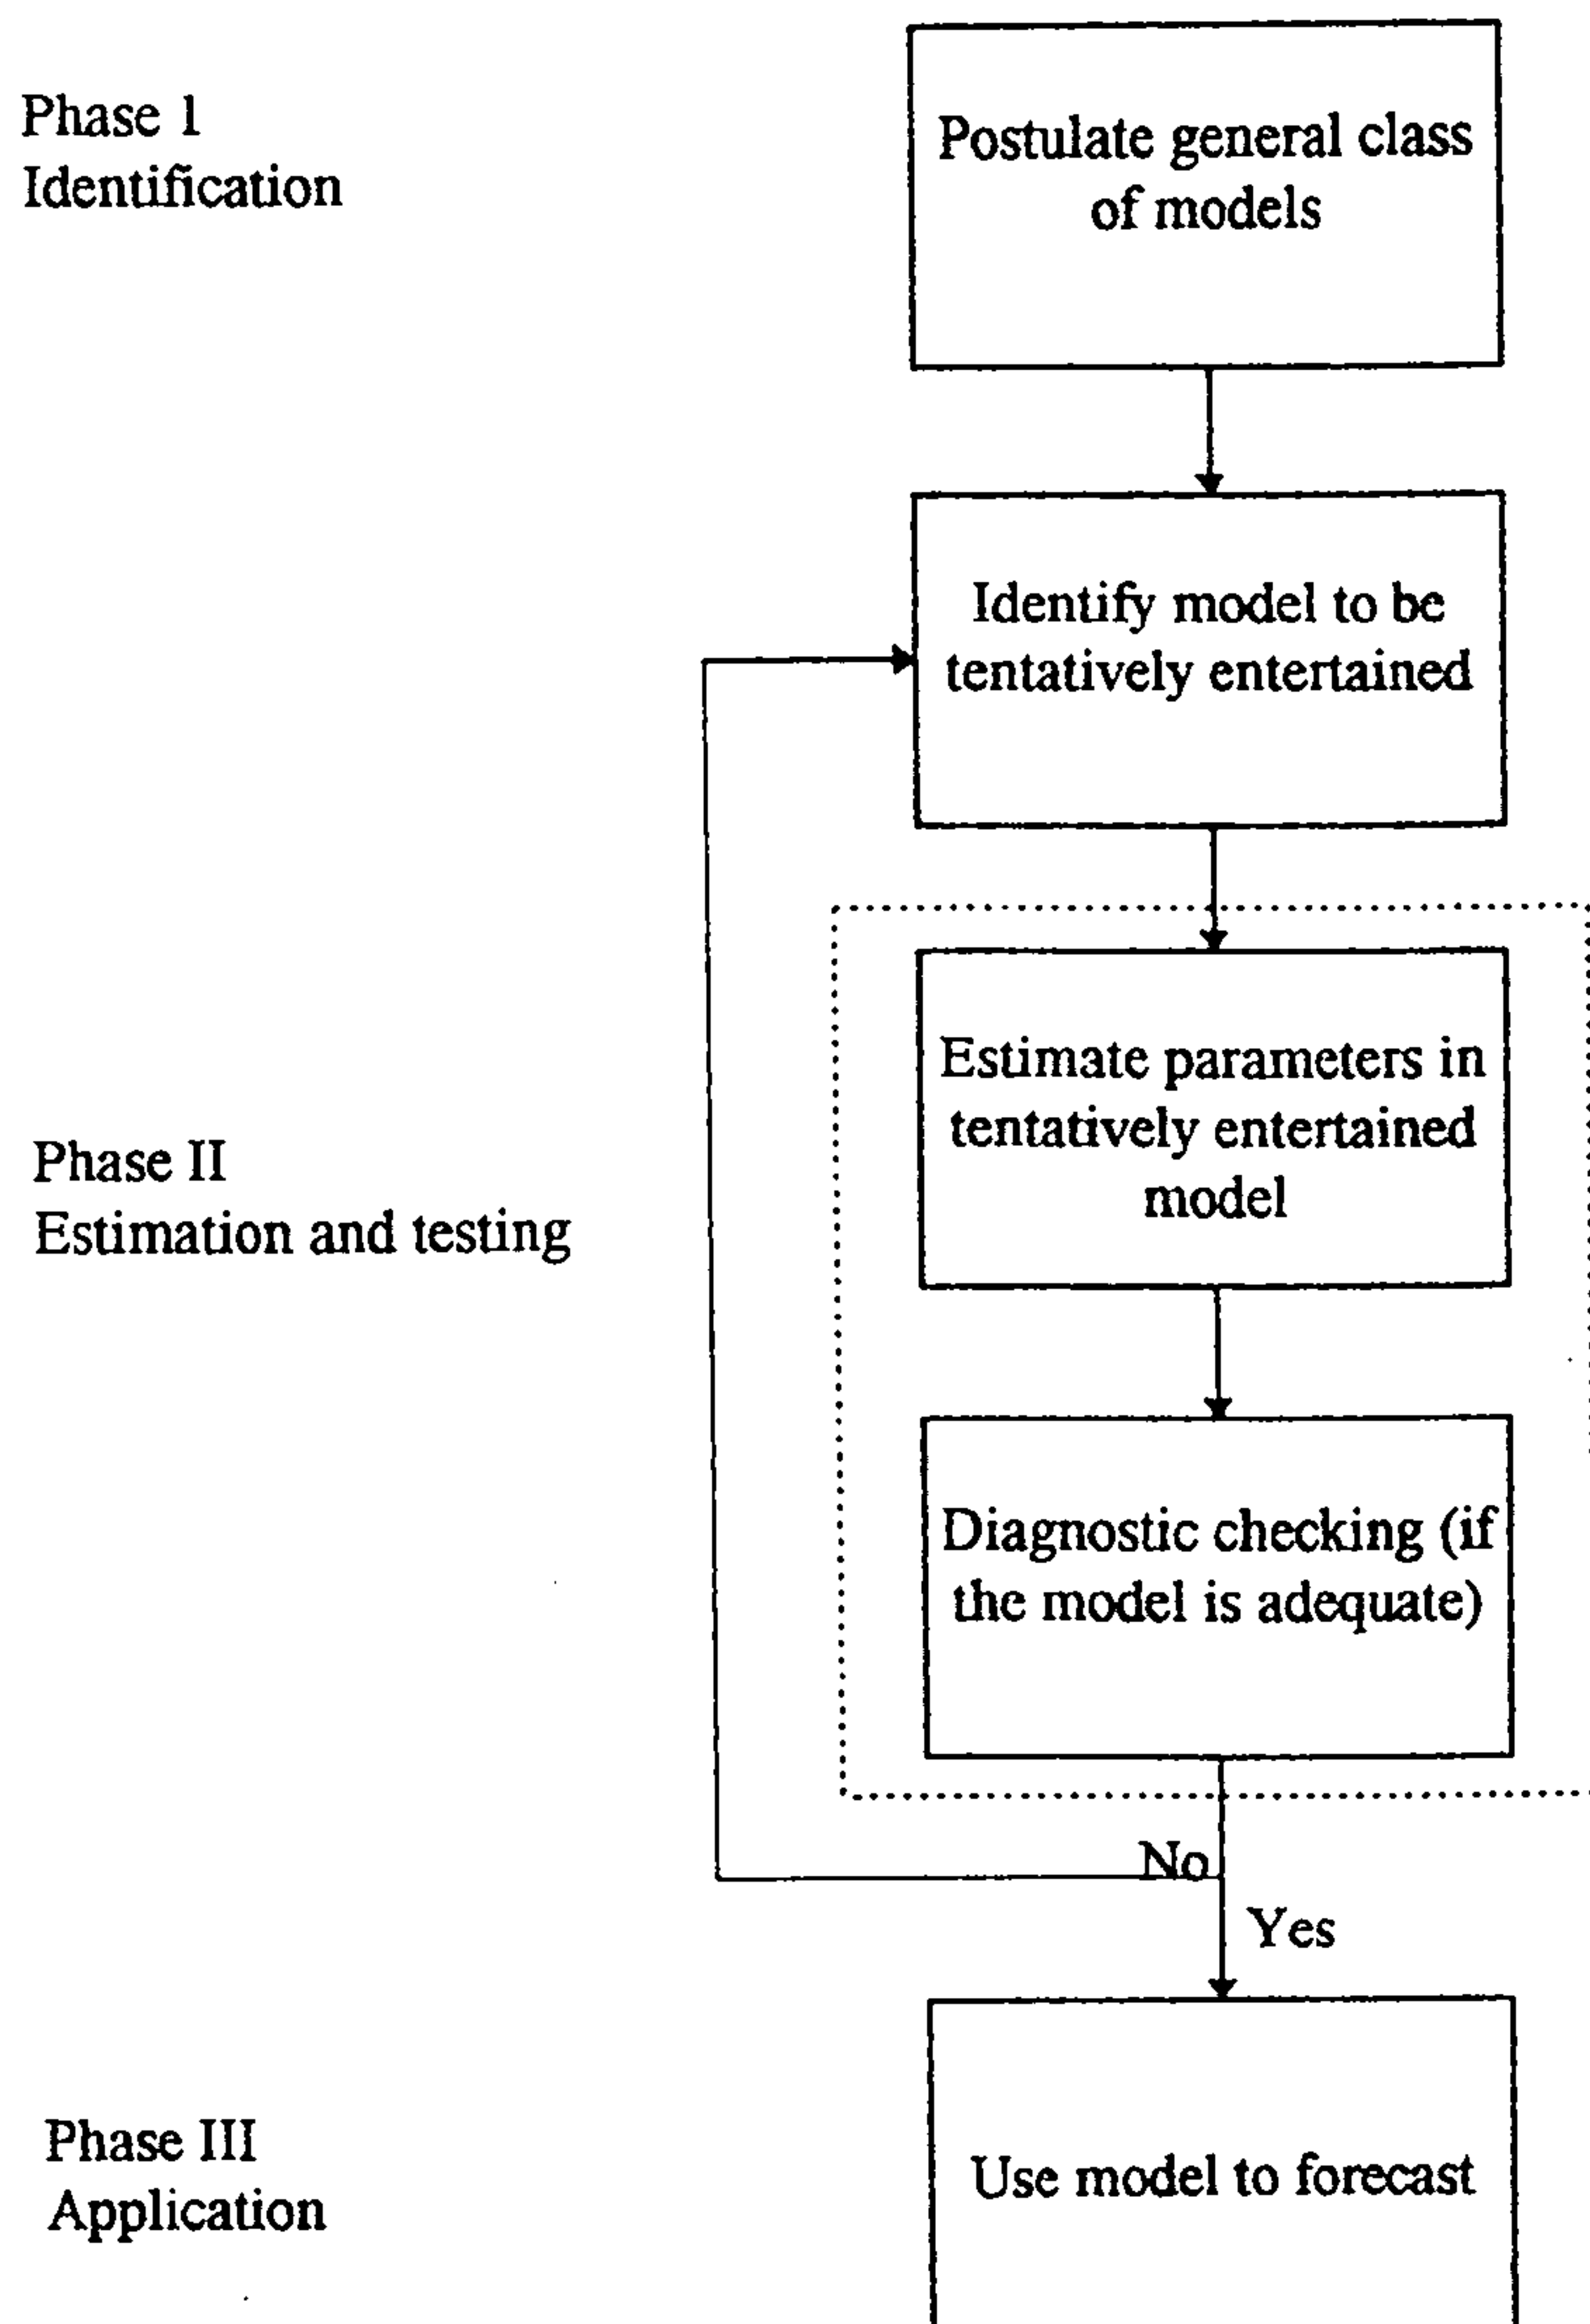 Phase 1
Identification
Postulate general class
of models
Identify model to be
tentatively entertained
Phase II
Estimation and testing
Estimate parameters in
tentatively entertained
model
Diagnostic checking (if
the model is adequate)
No
Yes
Phase III
Application
Use model to forecast